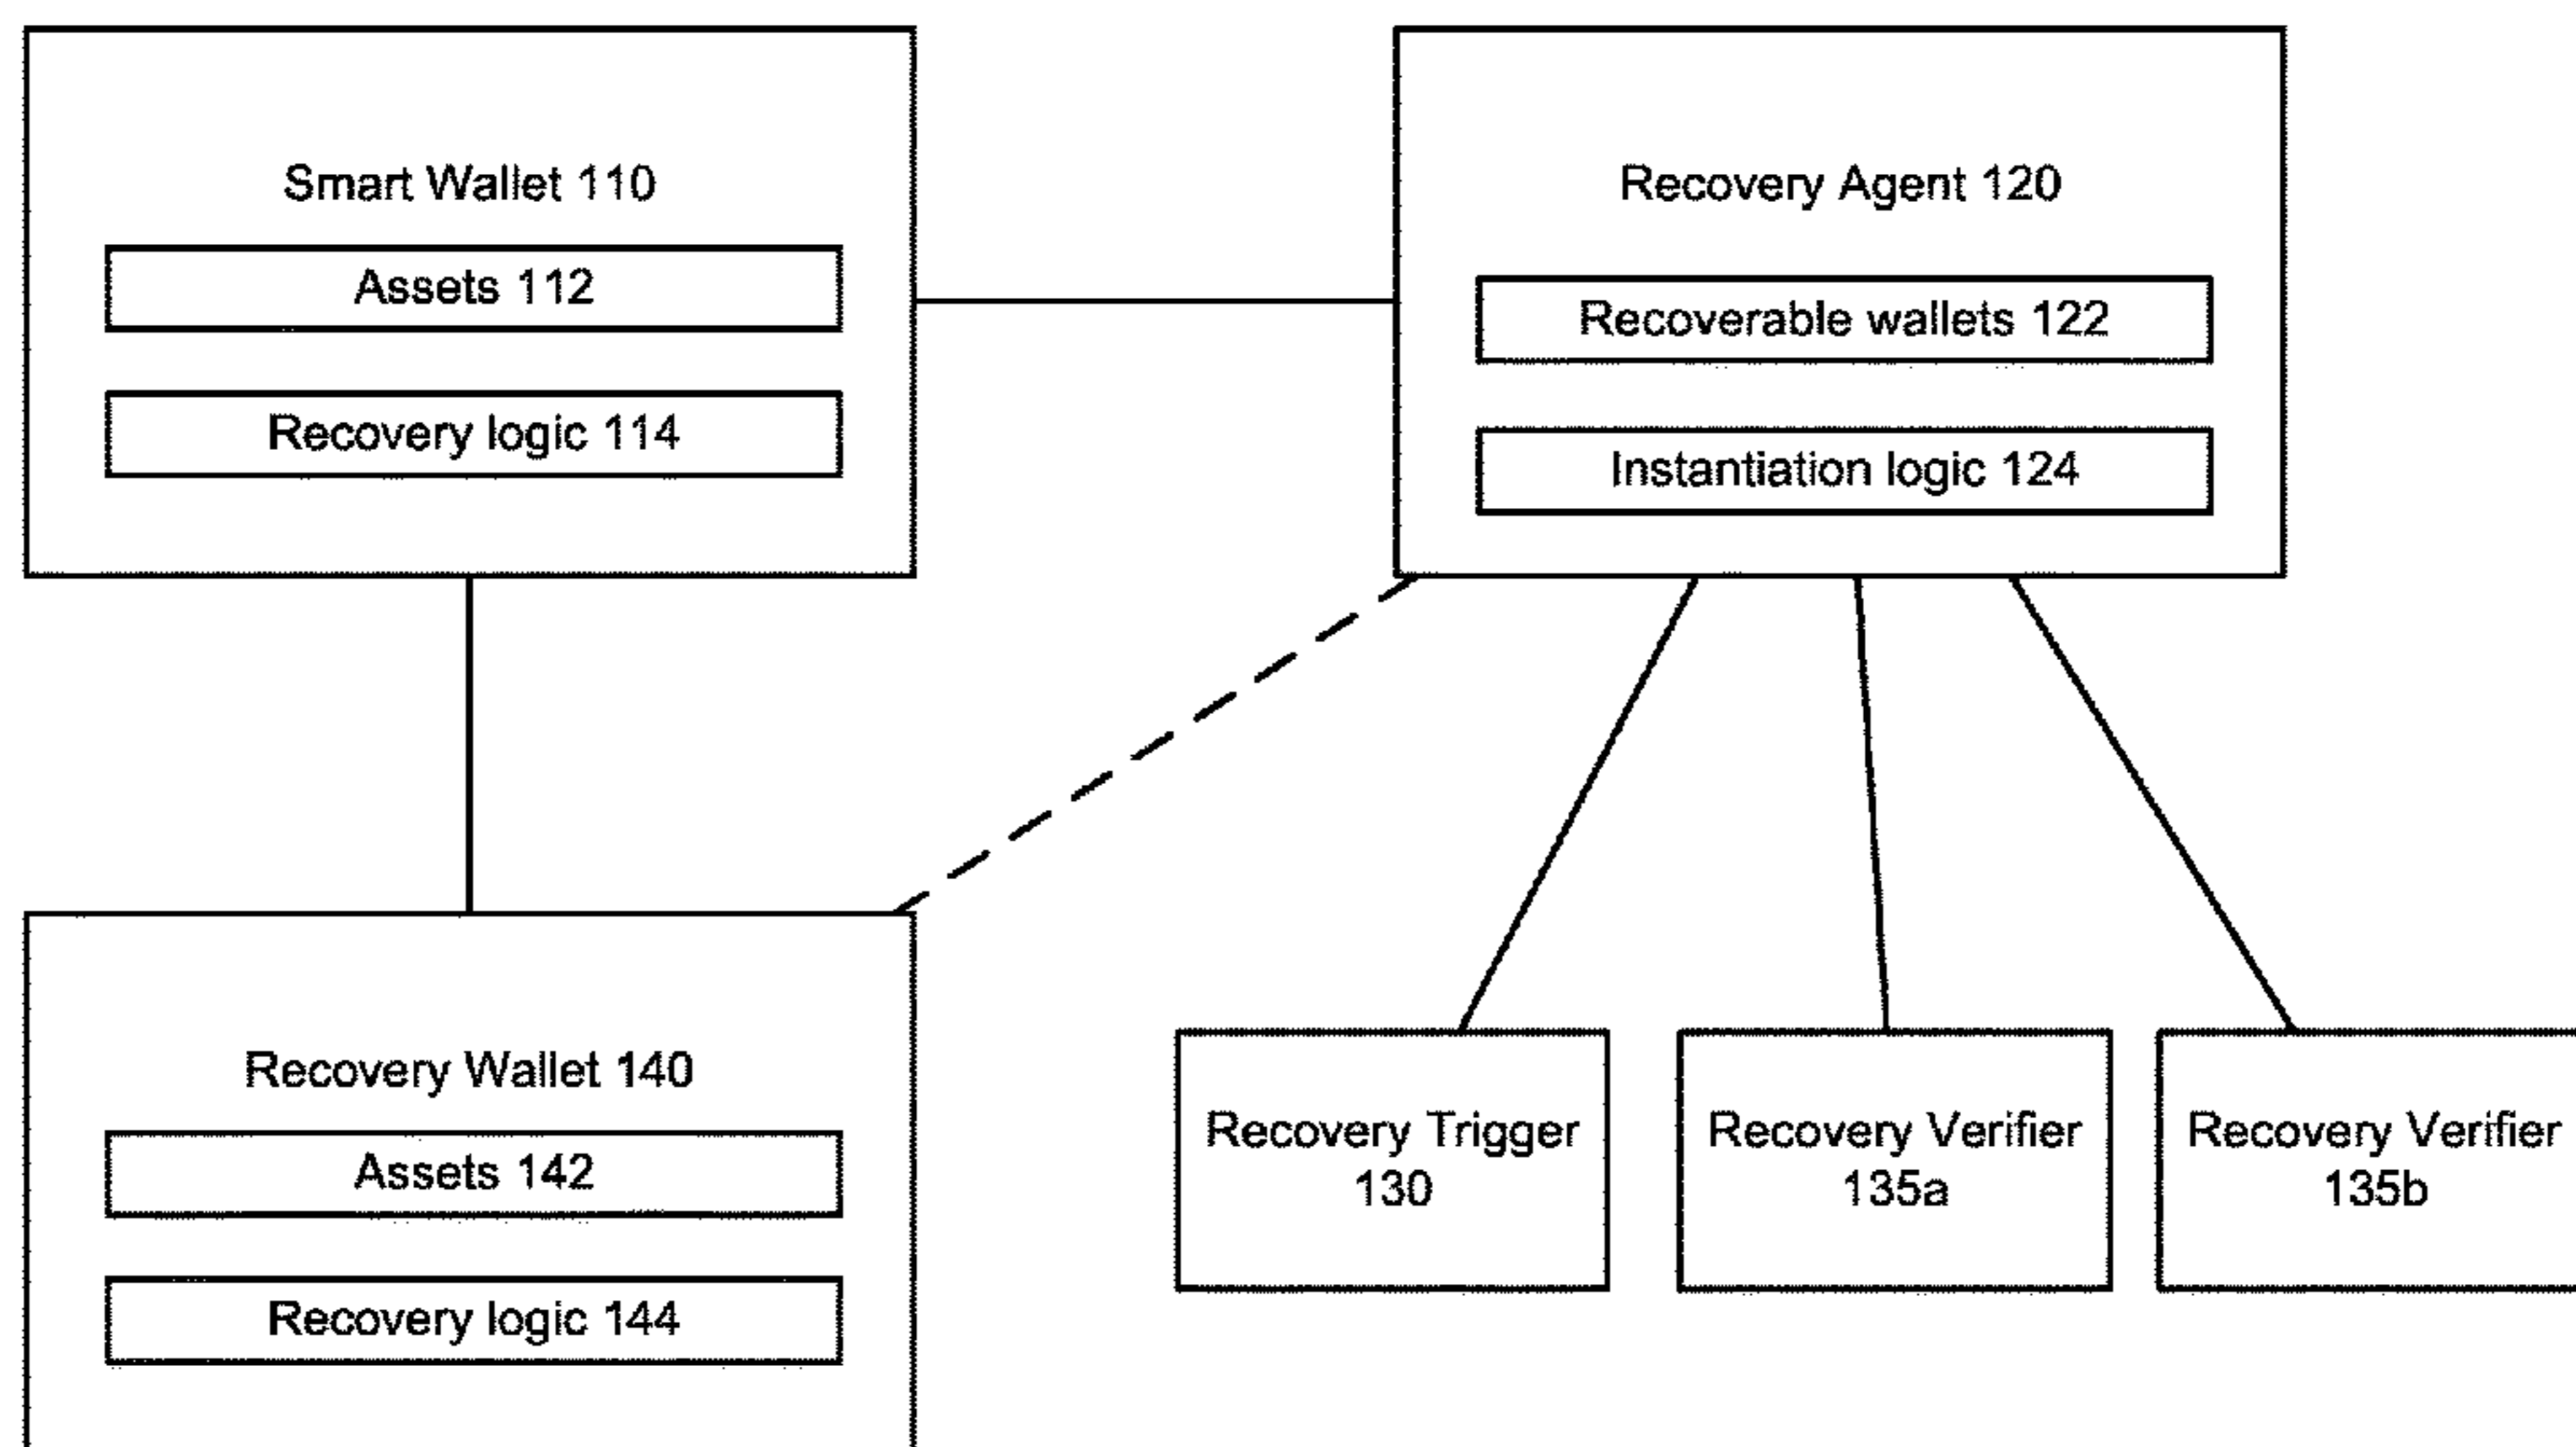 Smart Wallet 110
Assets 112
Recovery logic 114
Recovery Agent 120
Recoverable wallets 122
Instantiation logic 124
Recovery Wallet 140
Assets 142
Recovery logic 144
Recovery Trigger
130
Recovery Verifier
135a
Recovery Verifier
135b